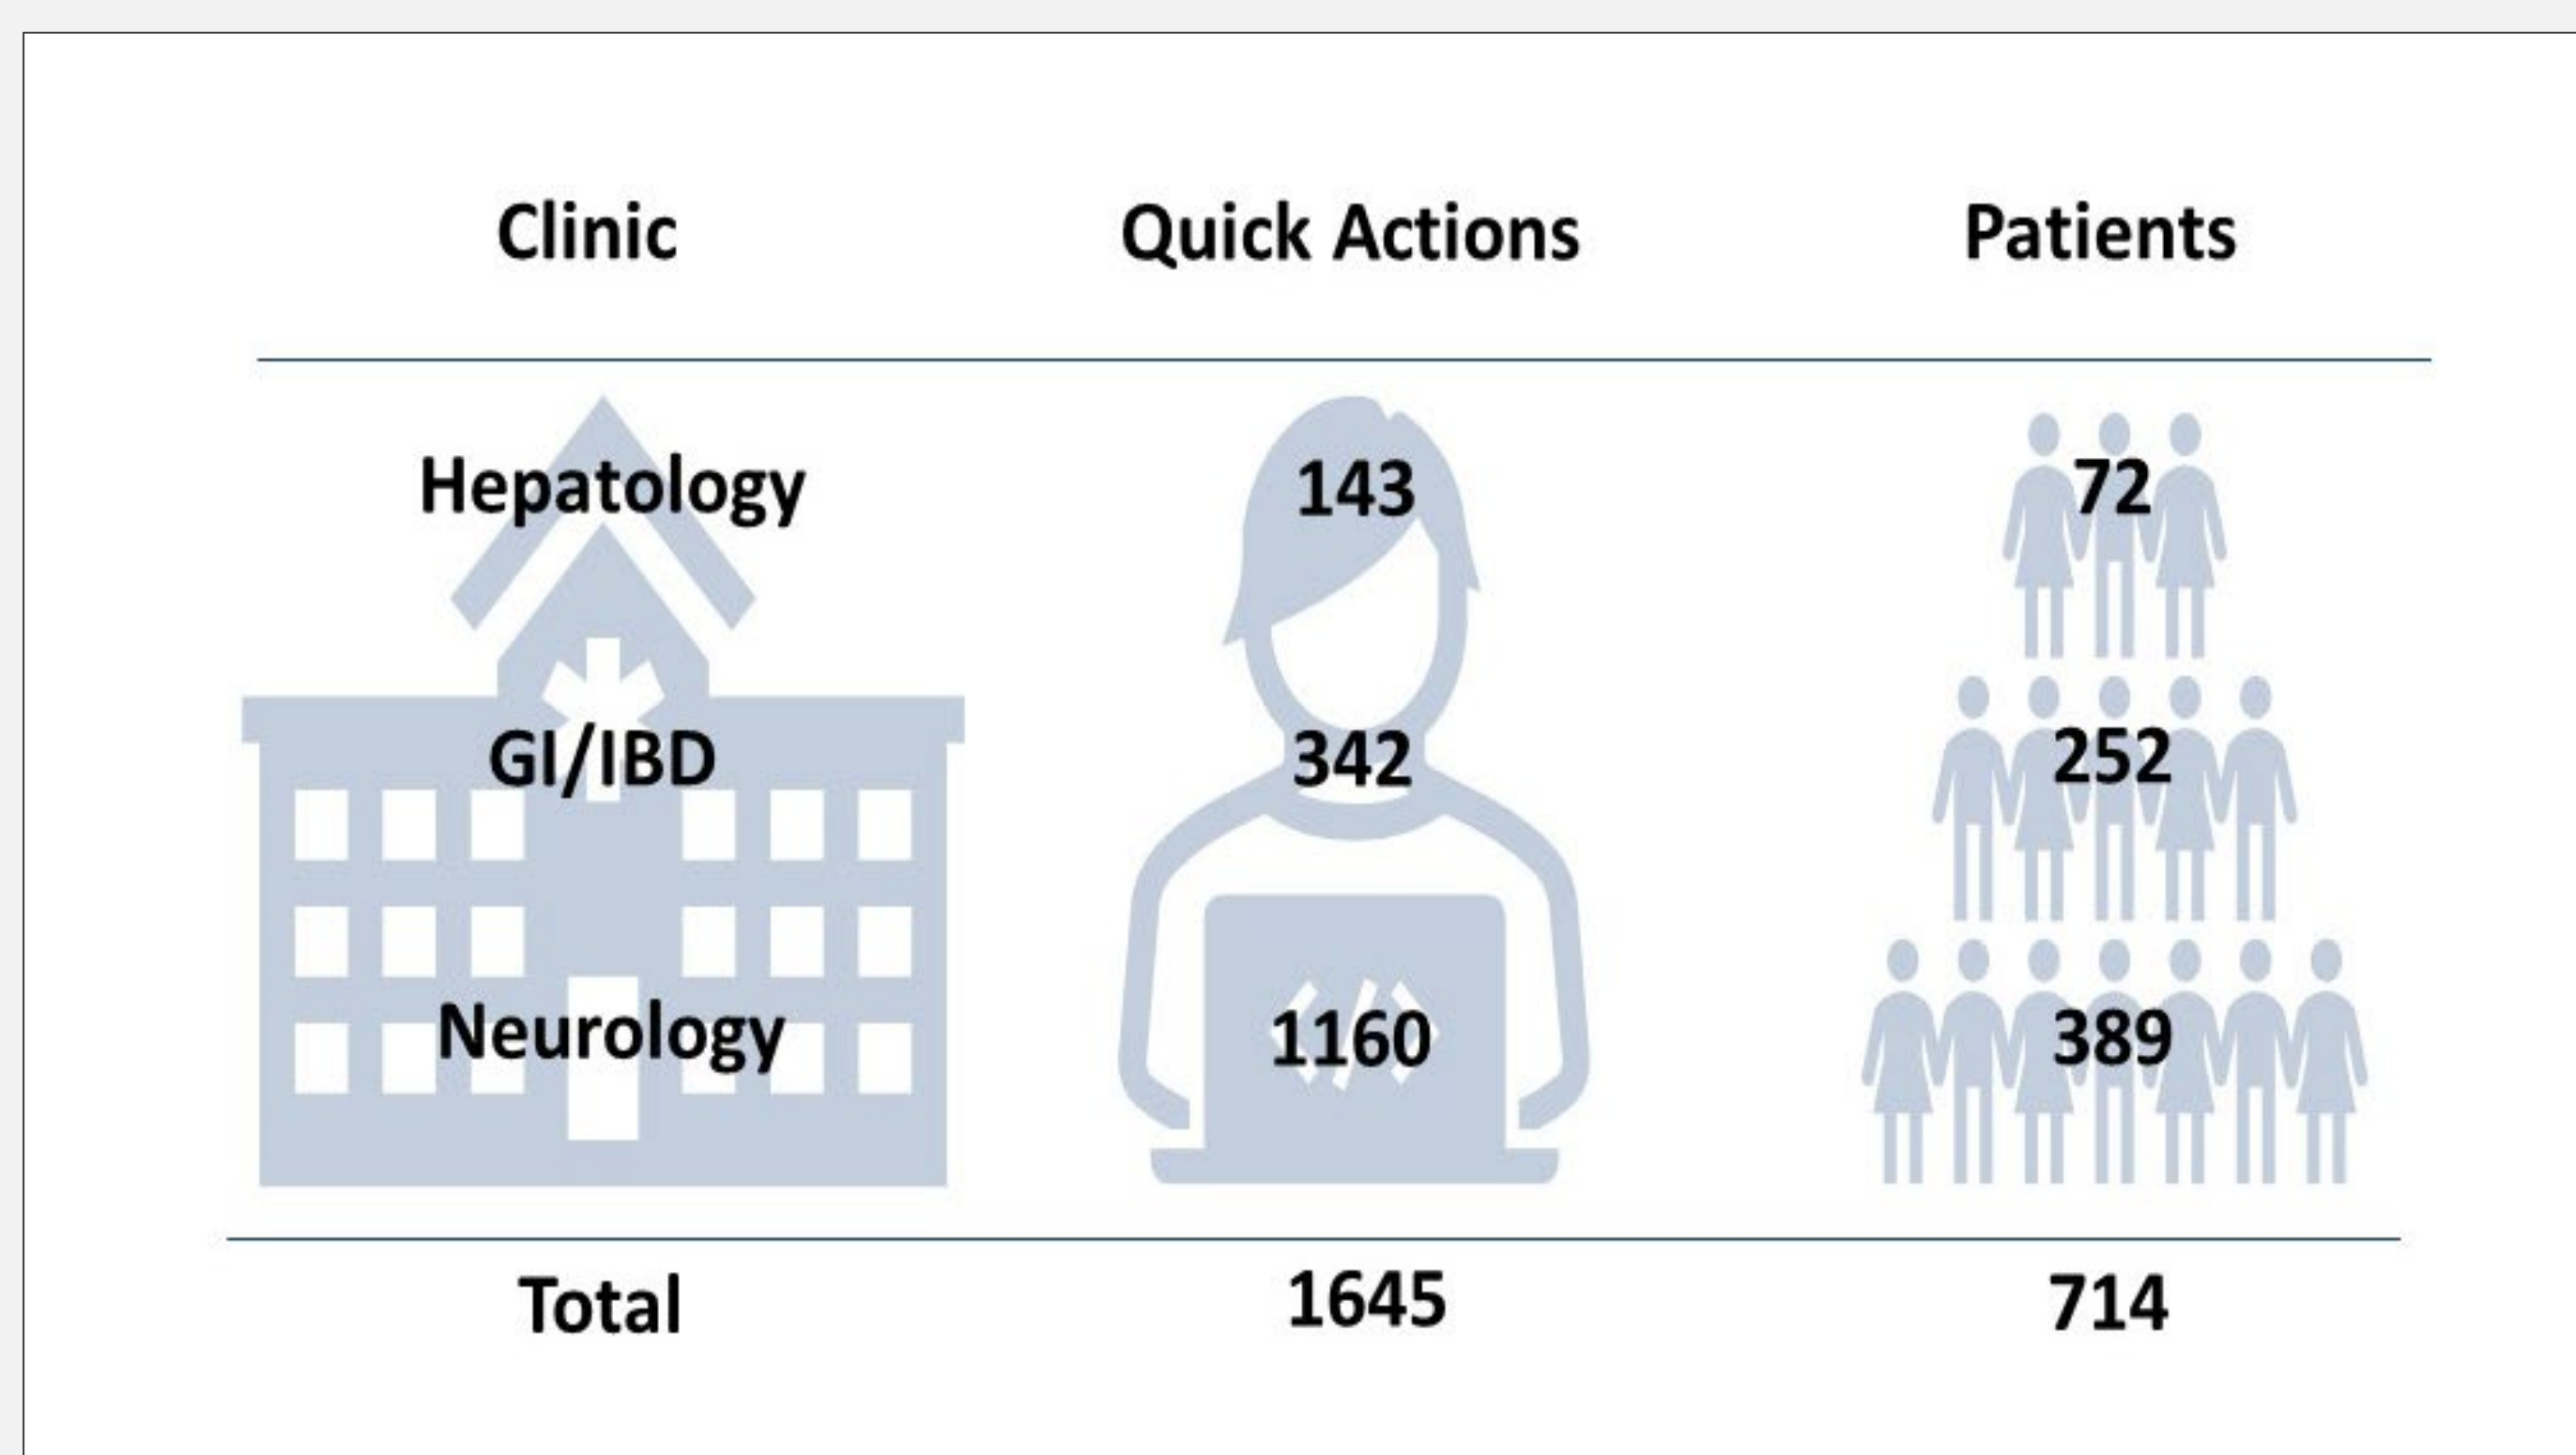 Clinic Quick Actions Patients
Hepatology 143 72
GI/IBD 342 252
Neurology 1160 389
Total 1645 714